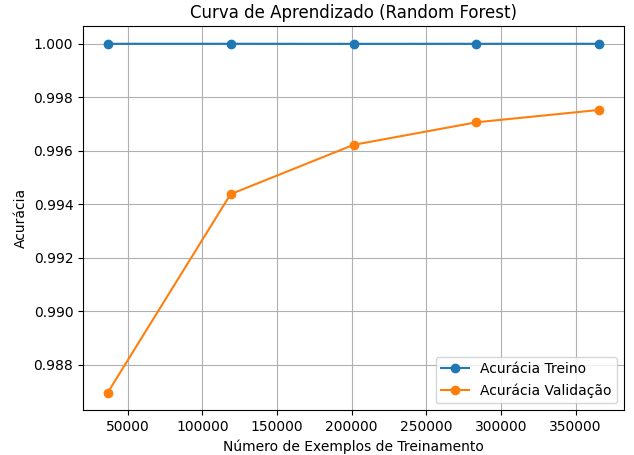 Curva de Aprendizado (Random Forest)
1.000
0.998
0.996
0.994
0.992
0.990
0.988
Acurácia
50000 100000 150000 200000 250000 300000 350000
Número de Exemplos de Treinamento
Acurácia Treino
Acurácia Validação